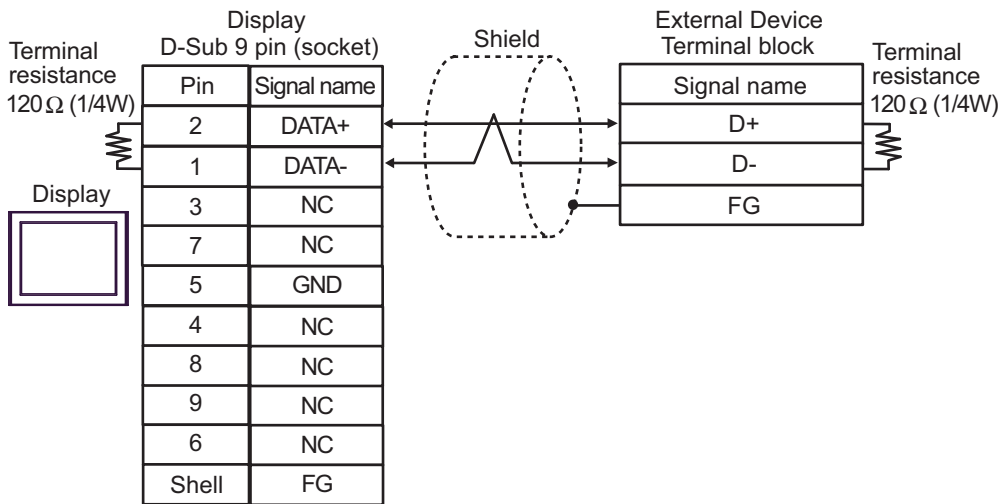 Display
D-Sub 9 pin (socket)
Shield
External Device
Terminal block
Terminal
resistance
120Ω (1/4W)
Terminal
resistance
120Ω (1/4W)
Pin Signal name
2 DATA+
1 DATA-
3 NC
7 NC
5 GND
4 NC
8 NC
9 NC
6 NC
Shell FG
Display
Signal name
D+
D-
FG